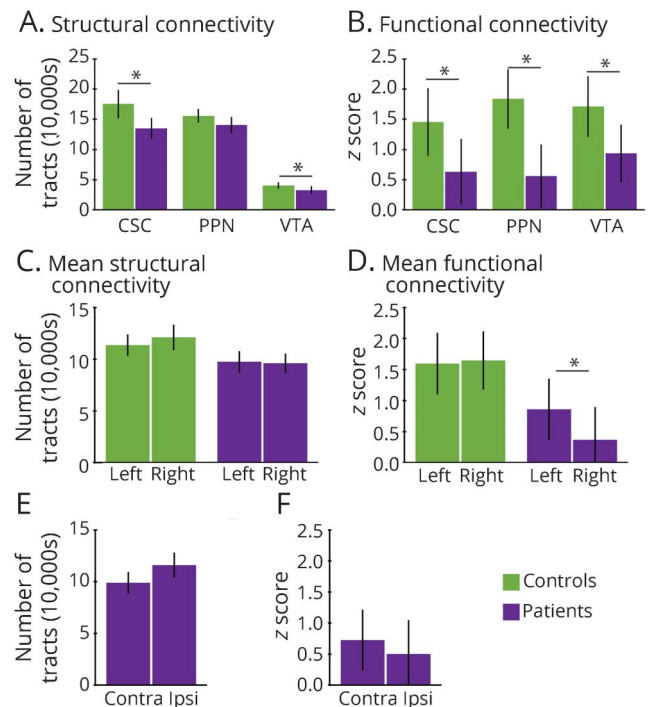 A. Structural connectivity
Number of
tracts (10,000s)
25
20
15
10
5
0
*
*
CSC
PPN
VTA
B. Functional connectivity
z score
2.5
2.0
1.5
1.0
0.5
0.0
*
*
*
CSC
PPN
VTA
C. Mean structural
connectivity
Number of
tracts (10,000s)
15
10
5
0
Left Right
Left Right
D. Mean functional
connectivity
z score
2.5
2.0
1.5
1.0
0.5
0.0
*
Left Right
Left Right
E
Number of
tracts (10,000s)
15
10
5
0
Contra Ipsi
F
z score
2.5
2.0
1.5
1.0
0.5
0.0
Contra Ipsi
Controls
Patients